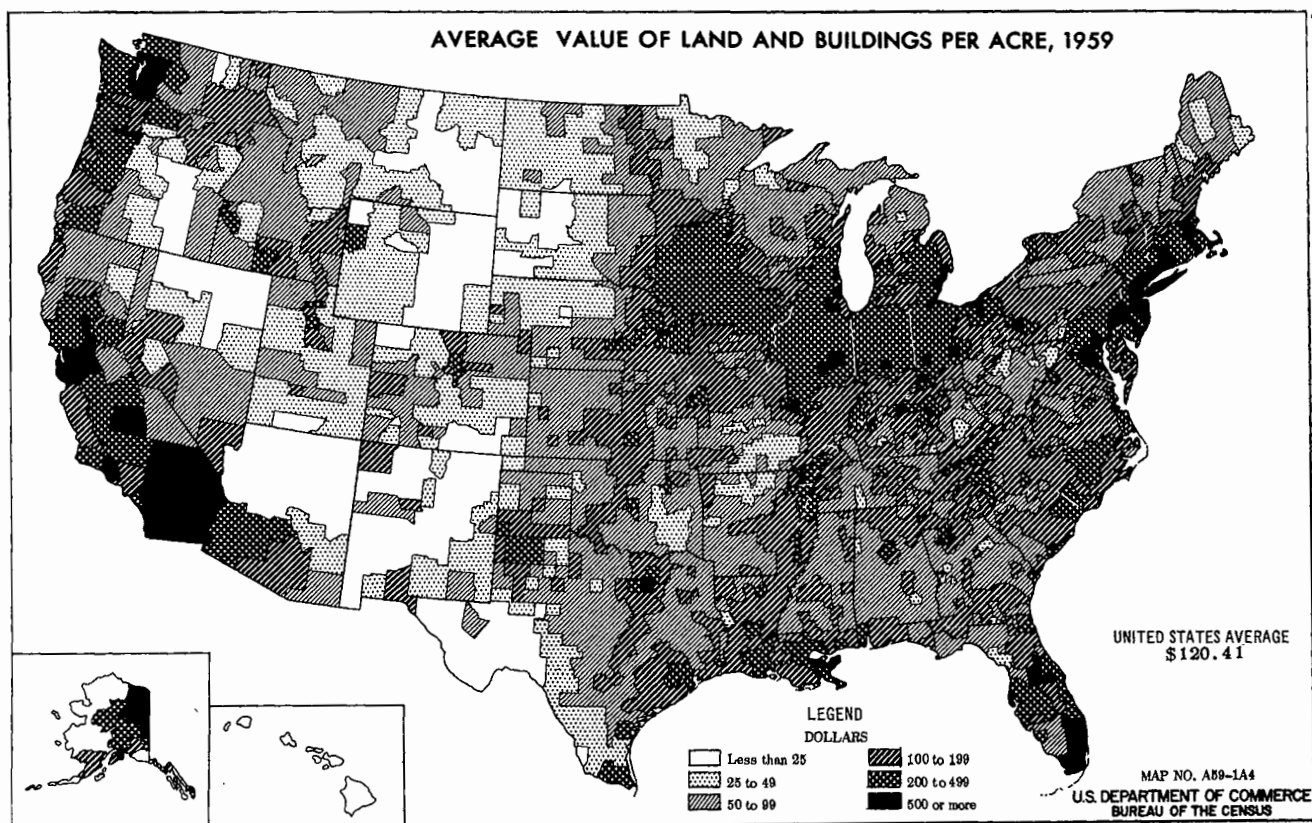 AVERAGE VALUE OF LAND AND BUILDINGS PER ACRE, 1959
UNITED STATES AVERAGE
$120.41
LEGEND
DOLLARS
Less than 25
25 to 49
50 to 99
100 to 199
200 to 499
500 or more
MAP NO. A59-1A4
U.S. DEPARTMENT OF COMMERCE
BUREAU OF THE CENSUS